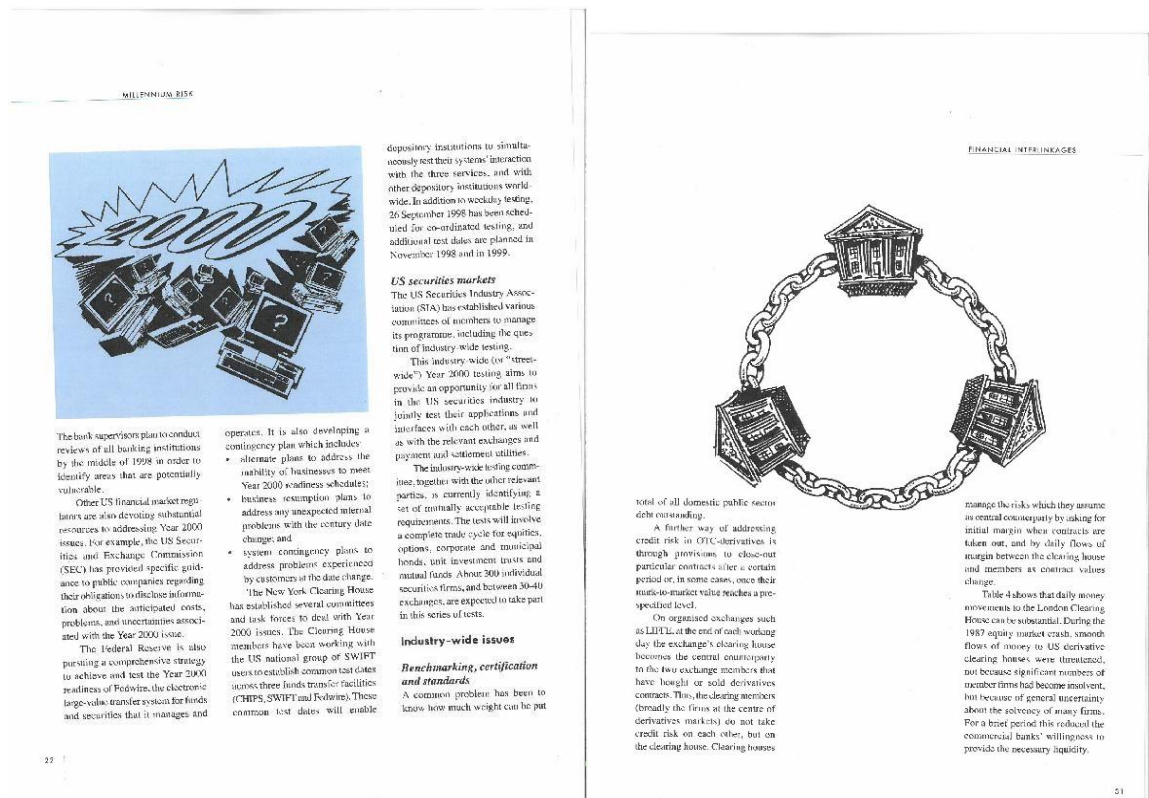 MILLENNIUM RISK
2000
?
?
?
?
The bank supervisors plan to conduct
reviews of all banking institutions
by the middle of 1998 in order to
identify areas that are potentially
vulnerable.
Other US financial market regu-
lators are also devoting substantial
resources to addressing Year 2000
issues. For example, the US Secur-
ities and Exchange Commission
(SEC) has provided specific guid-
ance to public companies regarding
their obligations to disclose informa-
tion about the anticipated costs,
problems, and uncertainties associ-
ated with the Year 2000 issue.
The Federal Reserve is also
pursuing a comprehensive strategy
to achieve and test the Year 2000
readiness of Fedwire, the electronic
large-value transfer system for funds
and securities that it manages and
operates. It is also developing a
contingency plan which includes:
• alternate plans to address the
inability of businesses to meet
Year 2000 readiness schedules;
• business resumption plans to
address any unexpected internal
problems with the century date
change; and
• system contingency plans to
address problems experienced
by customers at the date change.
The New York Clearing House
has established several committees
and task forces to deal with Year
2000 issues. The Clearing House
members have been working with
the US national group of SWIFT
users to establish common test dates
across three funds transfer facilities
(CHIPS, SWIFT and Fedwire). These
common test dates will enable
depository institutions to simulta-
neously test their systems' interaction
with the three services, and with
other depository institutions world-
wide. In addition to weekday testing,
26 September 1998 has been sched-
uled for co-ordinated testing, and
additional test dates are planned in
November 1998 and in 1999.
US securities markets
The US Securities Industry Assoc-
iation (SIA) has established various
committees of members to manage
its programme, including the ques-
tion of industry-wide testing.
This industry-wide (or "street-
wide") Year 2000 testing aims to
provide an opportunity for all firms
in the US securities industry to
jointly test their applications and
interfaces with each other, as well
as with the relevant exchanges and
payment and settlement utilities.
The industry-wide testing comm-
ittee, together with the other relevant
parties, is currently identifying a
set of mutually acceptable testing
requirements. The tests will involve
a complete trade cycle for equities,
options, corporate and municipal
bonds, unit investment trusts and
mutual funds. About 300 individual
securities firms, and between 30-40
exchanges, are expected to take part
in this series of tests.
Industry-wide issues
Benchmarking, certification
and standards
A common problem has been to
know how much weight can be put
22
FINANCIAL INTERLINKAGES
total of all domestic public sector
debt outstanding.
A further way of addressing
credit risk in OTC-derivatives is
through provisions to close-out
particular contracts after a certain
period or, in some cases, once their
mark-to-market value reaches a pre-
specified level.
On organised exchanges such
as LIFFE, at the end of each working
day the exchange's clearing house
becomes the central counterparty
to the two exchange members that
have bought or sold derivatives
contracts. Thus, the clearing members
(broadly the firms at the centre of
derivatives markets) do not take
credit risk on each other, but on
the clearing house. Clearing houses
manage the risks which they assume
as central counterparty by asking for
initial margin when contracts are
taken out, and by daily flows of
margin between the clearing house
and members as contract values
change.
Table 4 shows that daily money
movements to the London Clearing
House can be substantial. During the
1987 equity market crash, smooth
flows of money to US derivative
clearing houses were threatened,
not because significant numbers of
member firms had become insolvent,
but because of general uncertainty
about the solvency of many firms.
For a brief period this reduced the
commercial banks' willingness to
provide the necessary liquidity.
51